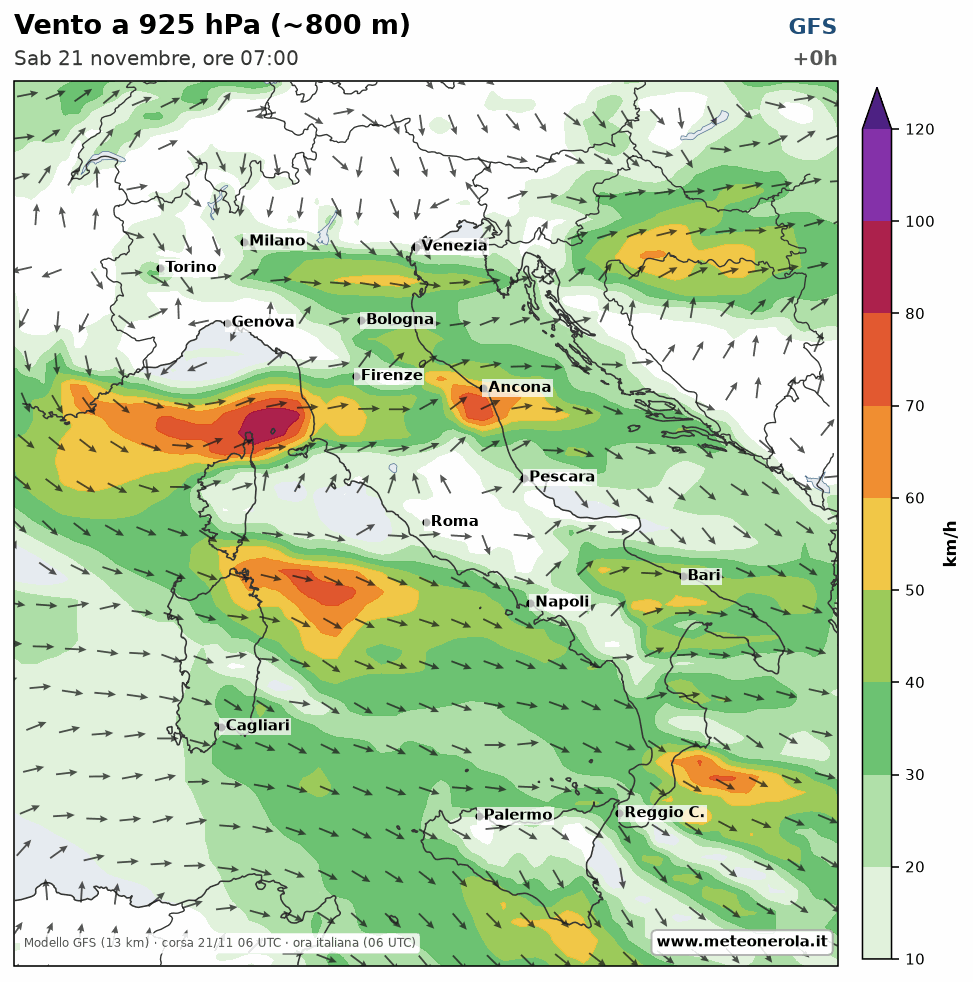 Vento a 925 hPa (~800 m)
GFS
Sab 21 novembre, ore 07:00
+0h
120
100
80
70
60
50
40
30
20
10
km/h
Milano
Venezia
Torino
Genova
Bologna
Firenze
Ancona
Pescara
Roma
Bari
Napoli
Cagliari
Palermo
Reggio C.
Modello GFS (13 km) · corsa 21/11 06 UTC · ora italiana (06 UTC)
www.meteonerola.it